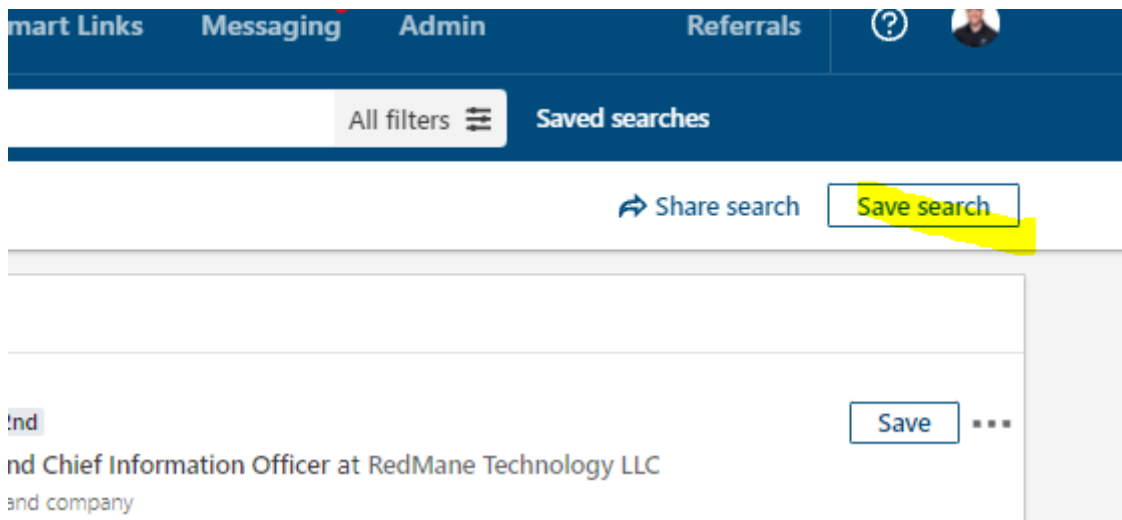 mart Links Messaging Admin Referrals
All filters Saved searches
Share search Save search
2nd Save
nd Chief Information Officer at RedMane Technology LLC
and company